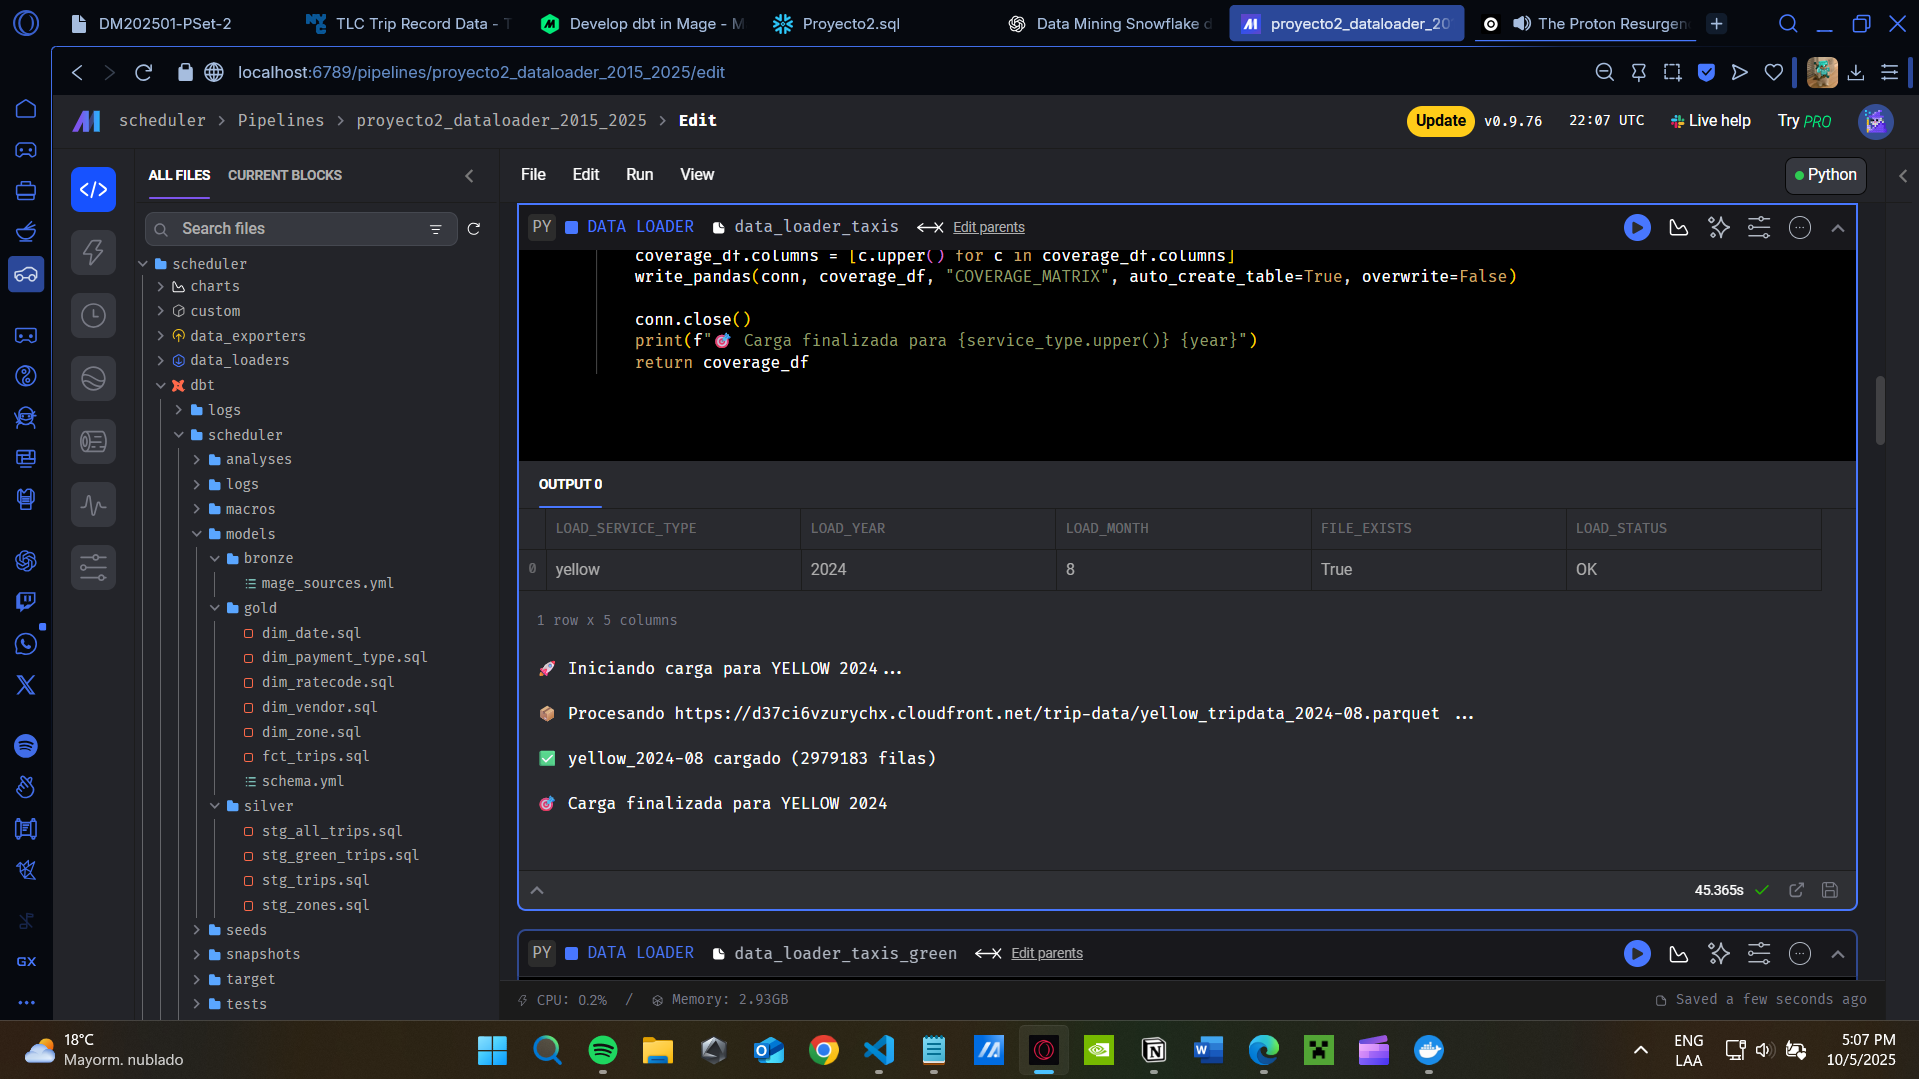 DM202501-PSet-2
TLC Trip Record Data - T
Develop dbt in Mage - M
Proyecto2.sql
Data Mining Snowflake d
proyecto2_dataloader_20
The Proton Resurgen
localhost:6789/pipelines/proyecto2_dataloader_2015_2025/edit
scheduler > Pipelines > proyecto2_dataloader_2015_2025 > Edit
Update
v0.9.76
22:07 UTC
Live help
Try PRO
ALL FILES
CURRENT BLOCKS
File
Edit
Run
View
Python
Search files
scheduler
charts
custom
data_exporters
data_loaders
dbt
logs
scheduler
analyses
logs
macros
models
bronze
mage_sources.yml
gold
dim_date.sql
dim_payment_type.sql
dim_ratecode.sql
dim_vendor.sql
dim_zone.sql
fct_trips.sql
schema.yml
silver
stg_all_trips.sql
stg_green_trips.sql
stg_trips.sql
stg_zones.sql
seeds
snapshots
target
tests
PY DATA LOADER data_loader_taxis Edit parents
coverage_df.columns = [c.upper() for c in coverage_df.columns]
write_pandas(conn, coverage_df, "COVERAGE_MATRIX", auto_create_table=True, overwrite=False)
conn.close()
print(f"🎯 Carga finalizada para {service_type.upper()} {year}")
return coverage_df
OUTPUT 0
LOAD_SERVICE_TYPE LOAD_YEAR LOAD_MONTH FILE_EXISTS LOAD_STATUS
0 yellow 2024 8 True OK
1 row x 5 columns
🚀 Iniciando carga para YELLOW 2024...
📦 Procesando https://d37ci6vzurychx.cloudfront.net/trip-data/yellow_tripdata_2024-08.parquet ...
✅ yellow_2024-08 cargado (2979183 filas)
🎯 Carga finalizada para YELLOW 2024
45.365s
PY DATA LOADER data_loader_taxis_green Edit parents
CPU: 0.2% / Memory: 2.93GB
Saved a few seconds ago
GX
18°C
Mayorm. nublado
ENG
LAA
5:07 PM
10/5/2025